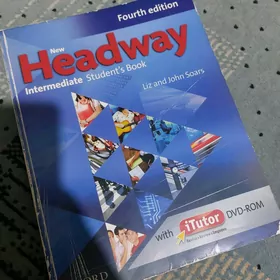 Fourth edition
New
Headway
Intermediate Student's Book
Liz and John Soars
with iTutor DVD-ROM